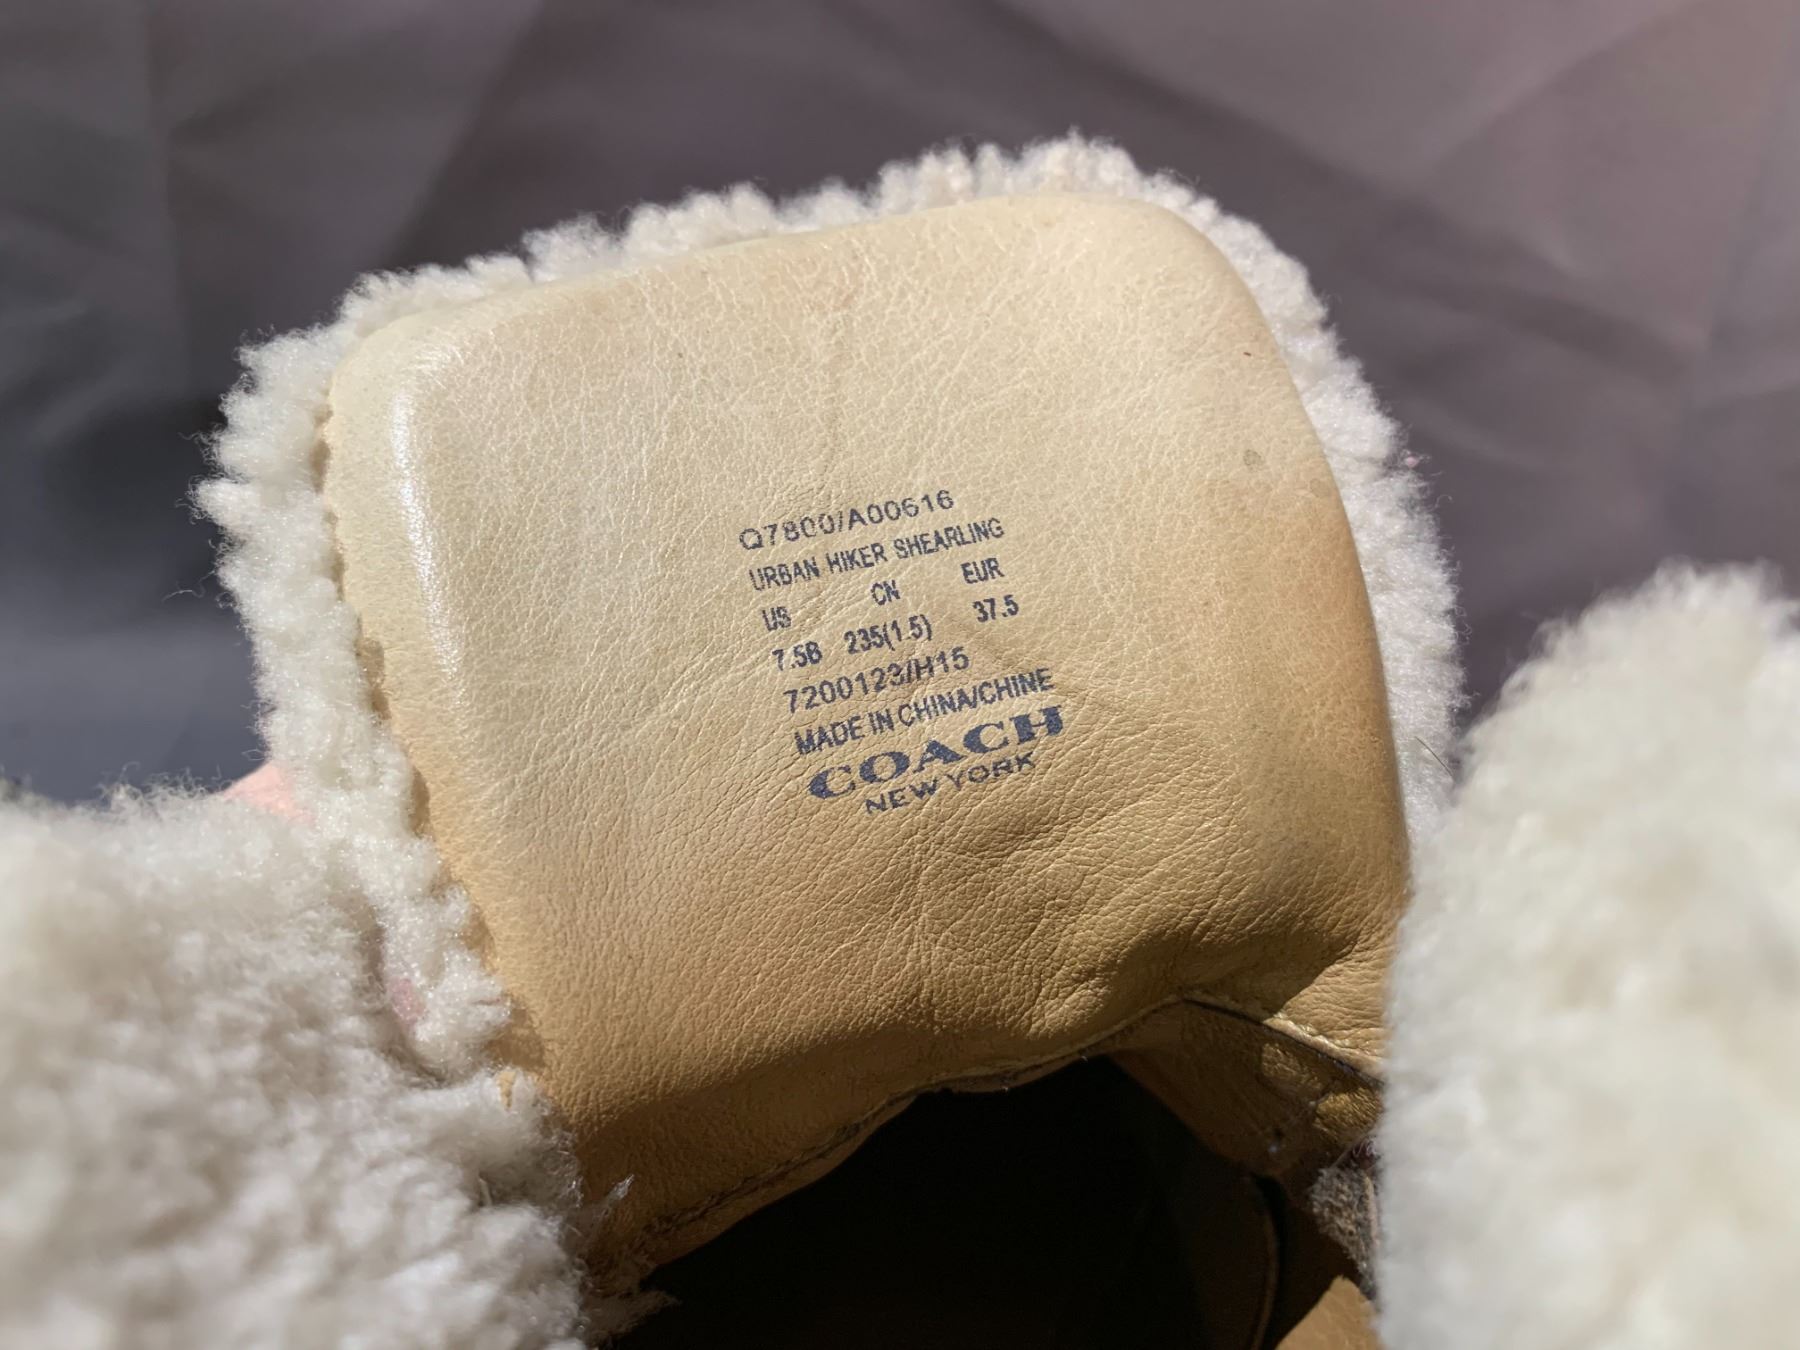 Q7800/A00616
URBAN HIKER SHEARLING
US CN EUR
7.5B 235(1.5) 37.5
7200123/H15
MADE IN CHINA/CHINE
COACH
NEW YORK